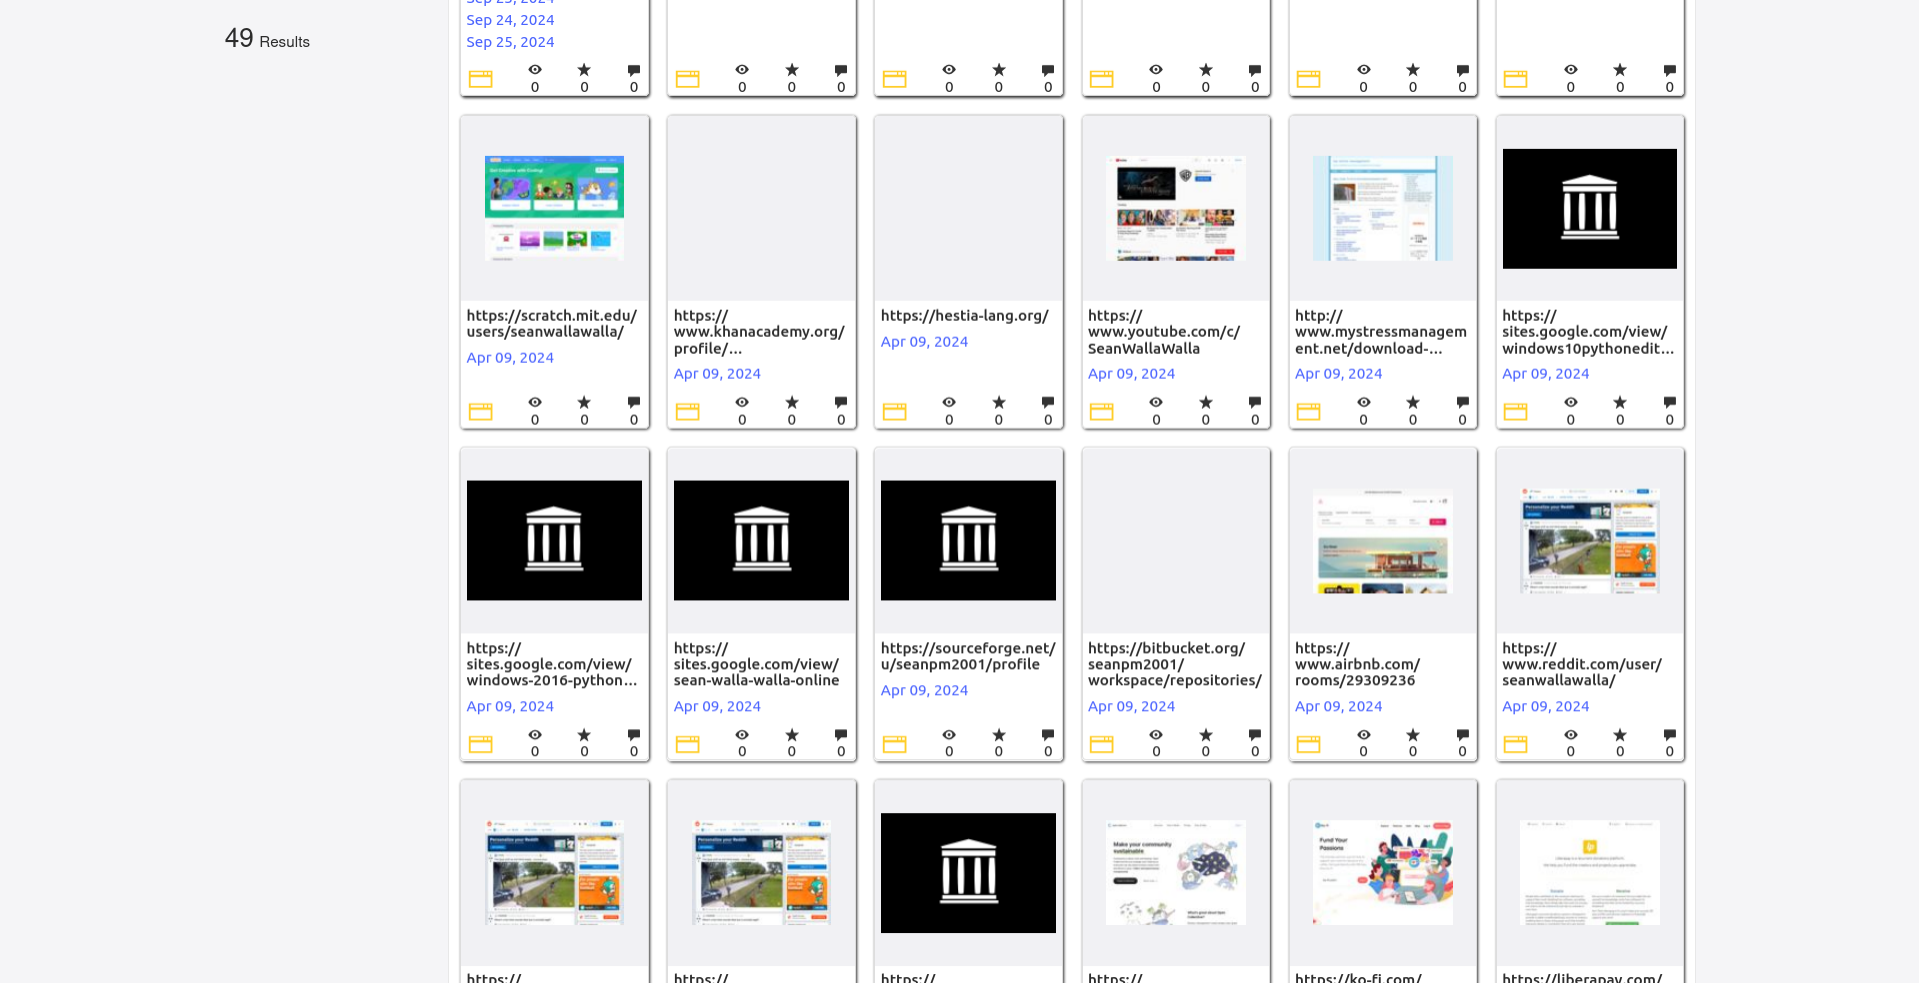 49 Results
Sep 24, 2024
Sep 25, 2024
0 0 0
0 0 0
0 0 0
0 0 0
0 0 0
0 0 0
https://scratch.mit.edu/
users/seanwallawalla/
Apr 09, 2024
0 0 0
https://
www.khanacademy.org/
profile/...
Apr 09, 2024
0 0 0
https://hestia-lang.org/
Apr 09, 2024
0 0 0
https://
www.youtube.com/c/
SeanWallaWalla
Apr 09, 2024
0 0 0
http://
www.mystressmanagem
ent.net/download-...
Apr 09, 2024
0 0 0
https://
sites.google.com/view/
windows10pythonedit...
Apr 09, 2024
0 0 0
https://
sites.google.com/view/
windows-2016-python...
Apr 09, 2024
0 0 0
https://
sites.google.com/view/
sean-walla-walla-online
Apr 09, 2024
0 0 0
https://sourceforge.net/
u/seanpm2001/profile
Apr 09, 2024
0 0 0
https://bitbucket.org/
seanpm2001/
workspace/repositories/
Apr 09, 2024
0 0 0
https://
www.airbnb.com/
rooms/29309236
Apr 09, 2024
0 0 0
https://
www.reddit.com/user/
seanwallawalla/
Apr 09, 2024
0 0 0
Make your community
sustainable
Fund Your
Passions
https://
https://
https://
https://
https://ko-fi.com/
https://liberapay.com/